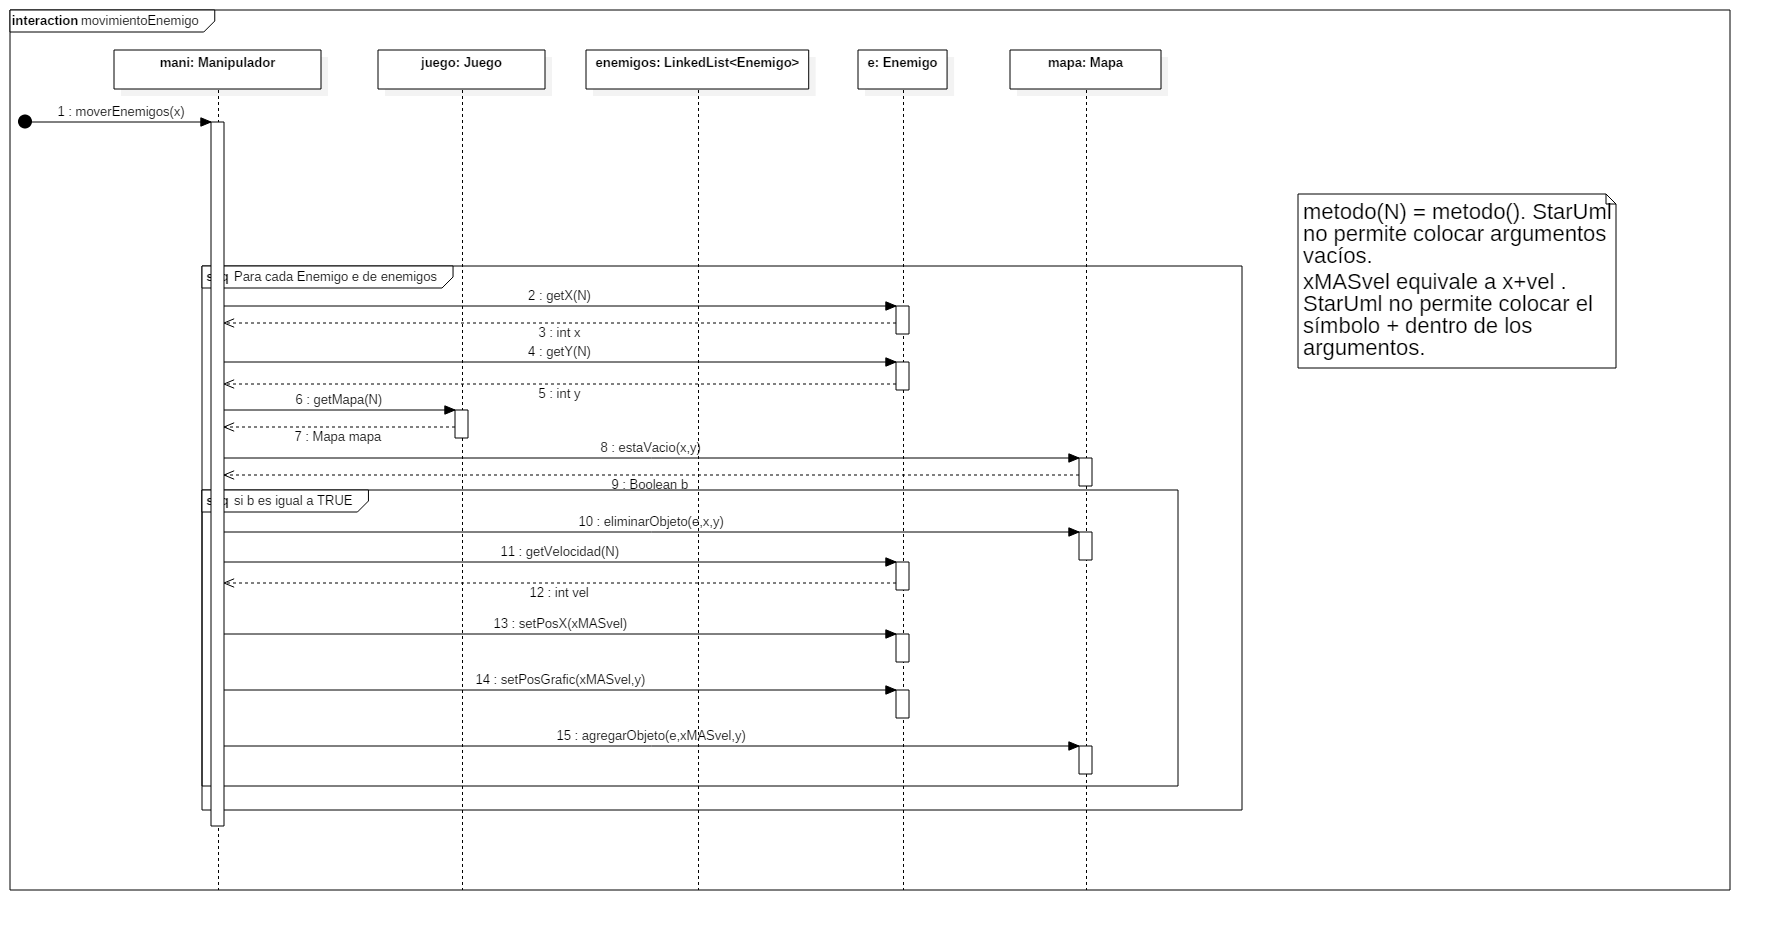 interaction movimientoEnemigo
mani: Manipulador
juego: Juego
enemigos: LinkedList<Enemigo>
e: Enemigo
mapa: Mapa
1 : moverEnemigos(x)
metodo(N) = metodo(). StarUml
no permite colocar argumentos
vacíos.
xMASvel equivale a x+vel .
StarUml no permite colocar el
símbolo + dentro de los
argumentos.
Para cada Enemigo e de enemigos
2 : getX(N)
3 : int x
4 : getY(N)
5 : int y
6 : getMapa(N)
7 : Mapa mapa
8 : estaVacio(x,y)
9 : Boolean b
si b es igual a TRUE
10 : eliminarObjeto(e,x,y)
11 : getVelocidad(N)
12 : int vel
13 : setPosX(xMASvel)
14 : setPosGrafic(xMASvel,y)
15 : agregarObjeto(e,xMASvel,y)